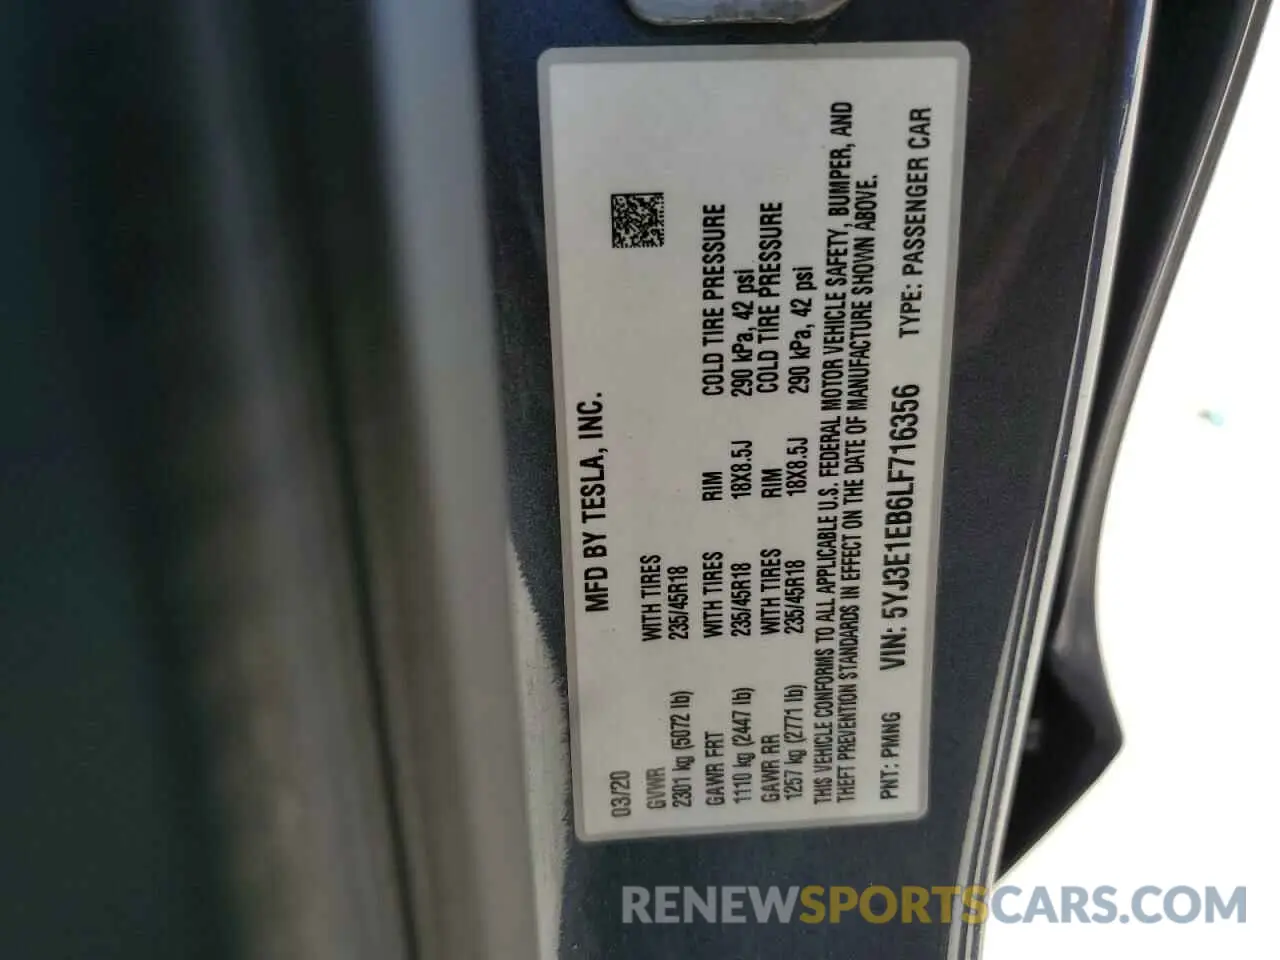 MFD BY TESLA, INC.
03/20
GVWR WITH TIRES
2301 kg (5072 lb) 235/45R18
GAWR FRT WITH TIRES RIM COLD TIRE PRESSURE
1110 kg (2447 lb) 235/45R18 18X8.5J 290 kPa, 42 psi
GAWR RR WITH TIRES RIM COLD TIRE PRESSURE
1257 kg (2771 lb) 235/45R18 18X8.5J 290 kPa, 42 psi
THIS VEHICLE CONFORMS TO ALL APPLICABLE U.S. FEDERAL MOTOR VEHICLE SAFETY, BUMPER, AND
THEFT PREVENTION STANDARDS IN EFFECT ON THE DATE OF MANUFACTURE SHOWN ABOVE.
PNT: PMNG VIN: 5YJ3E1EB6LF716356 TYPE: PASSENGER CAR
RENEWSPORTSCARS.COM